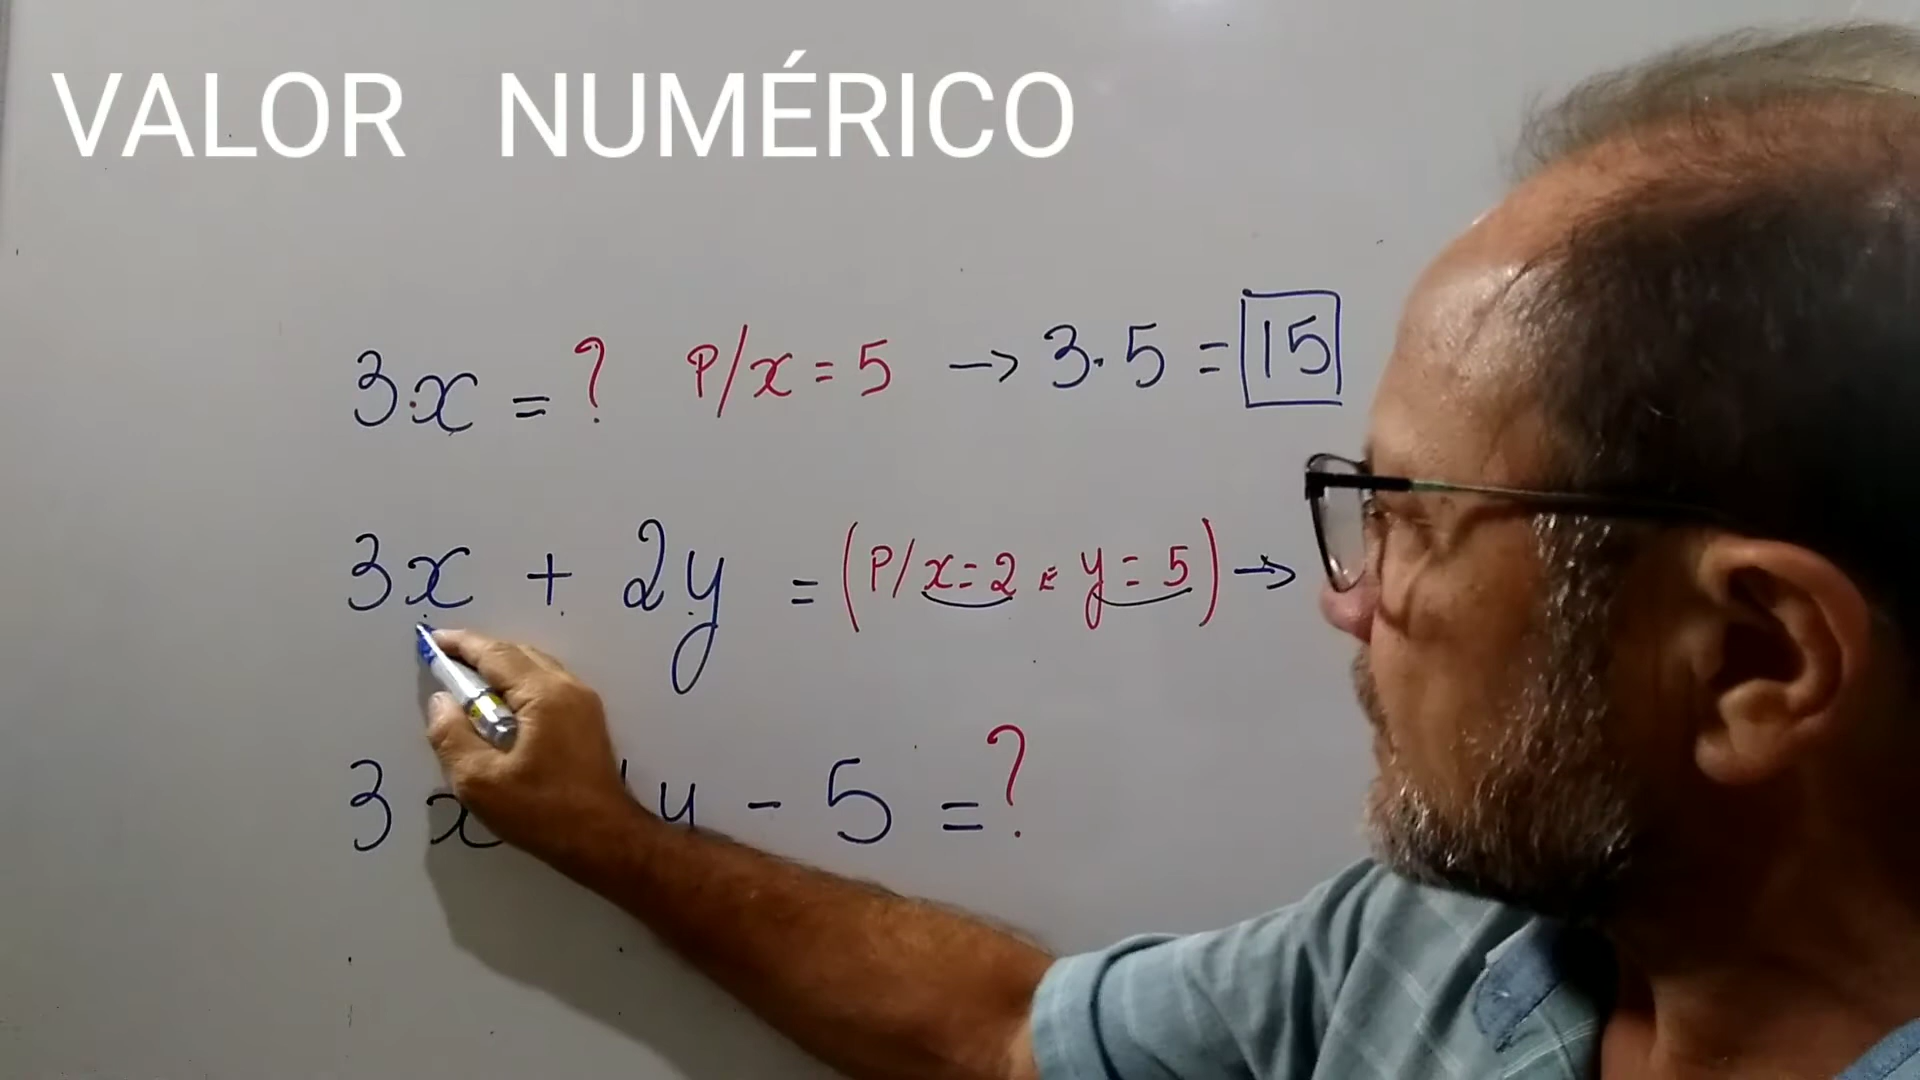 VALOR NUMÉRICO
3·x = ? P/x = 5 → 3·5 = 15
3x + 2y = (P/x=2 e y=5) →
3x y - 5 = ?